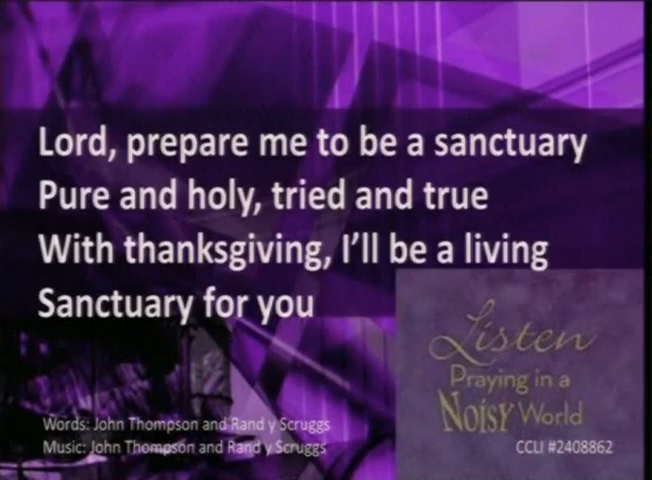 Lord, prepare me to be a sanctuary
Pure and holy, tried and true
With thanksgiving, I'll be a living
Sanctuary for you
Listen
Praying in a
Noisy World
Words: John Thompson and Rand y Scruggs
Music: John Thompson and Rand y Scruggs
CCLI #2408862